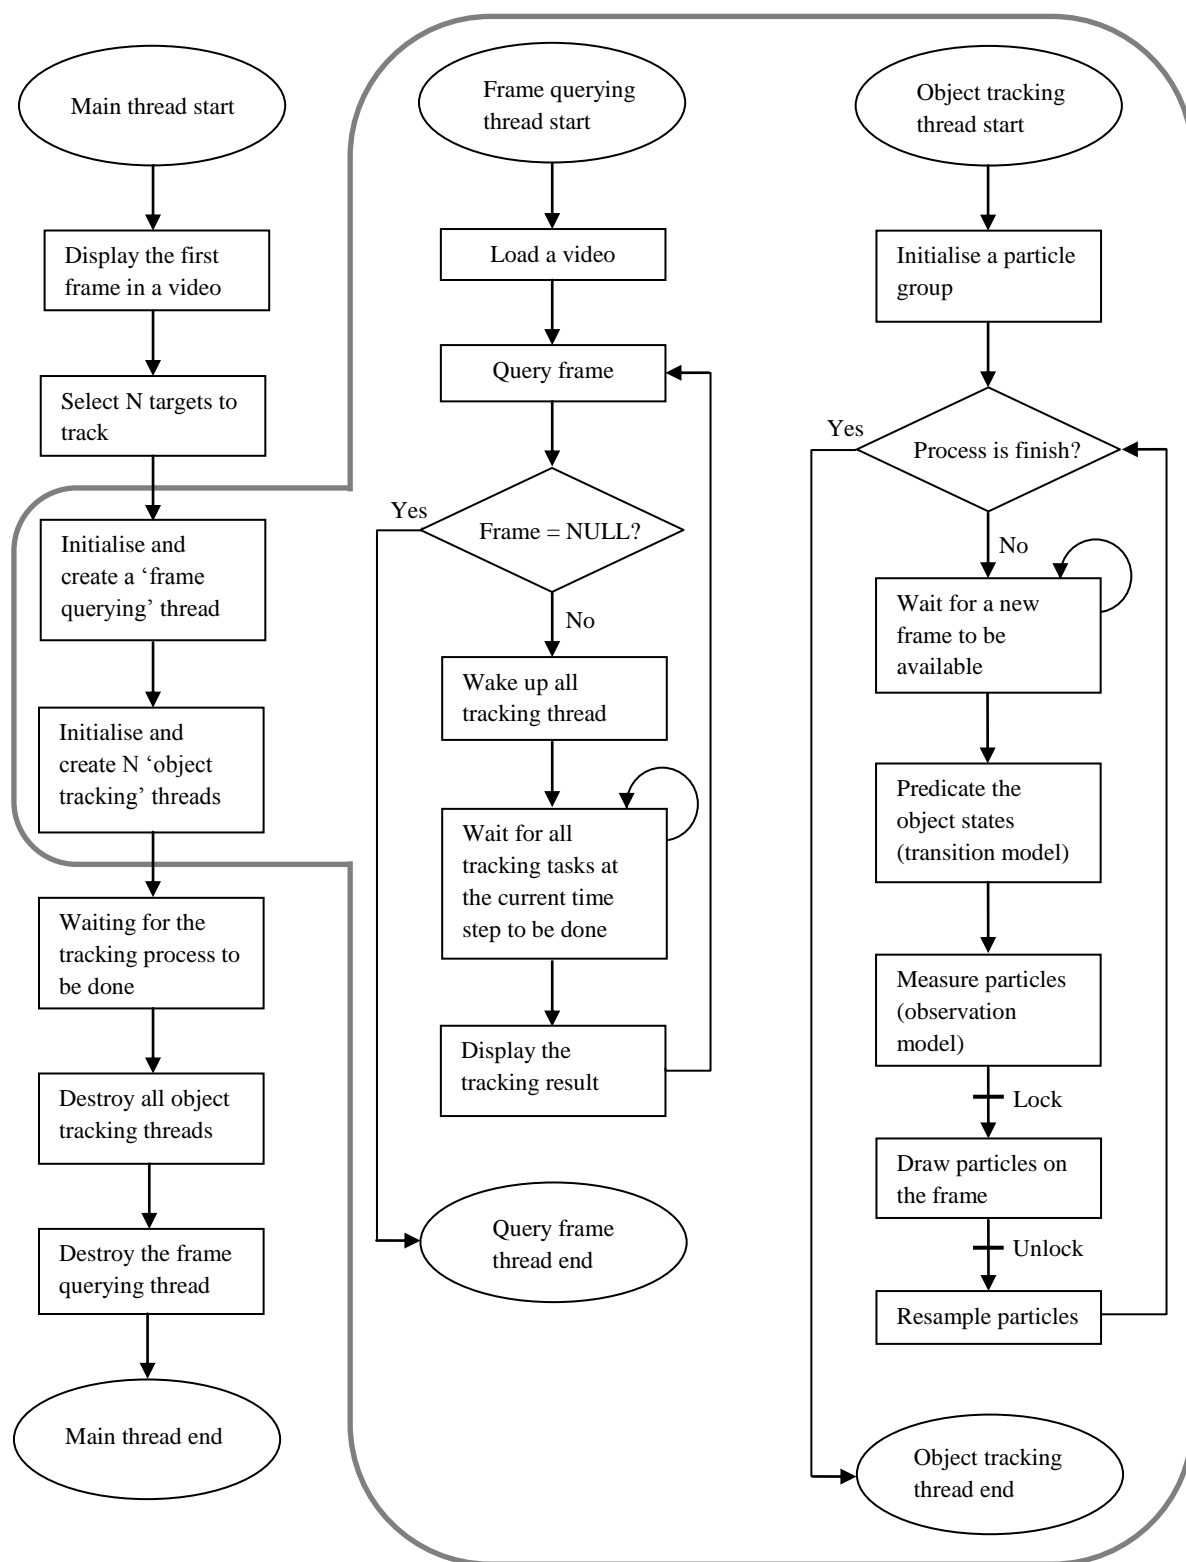 Main thread start
Display the first
frame in a video
Select N targets to
track
Initialise and
create a ‘frame
querying’ thread
Initialise and
create N ‘object
tracking’ threads
Waiting for the
tracking process to
be done
Destroy all object
tracking threads
Destroy the frame
querying thread
Main thread end
Frame querying
thread start
Load a video
Query frame
Yes
Frame = NULL?
No
Wake up all
tracking thread
Wait for all
tracking tasks at
the current time
step to be done
Display the
tracking result
Query frame
thread end
Object tracking
thread start
Initialise a particle
group
Yes
Process is finish?
No
Wait for a new
frame to be
available
Predicate the
object states
(transition model)
Measure particles
(observation
model)
Lock
Draw particles on
the frame
Unlock
Resample particles
Object tracking
thread end